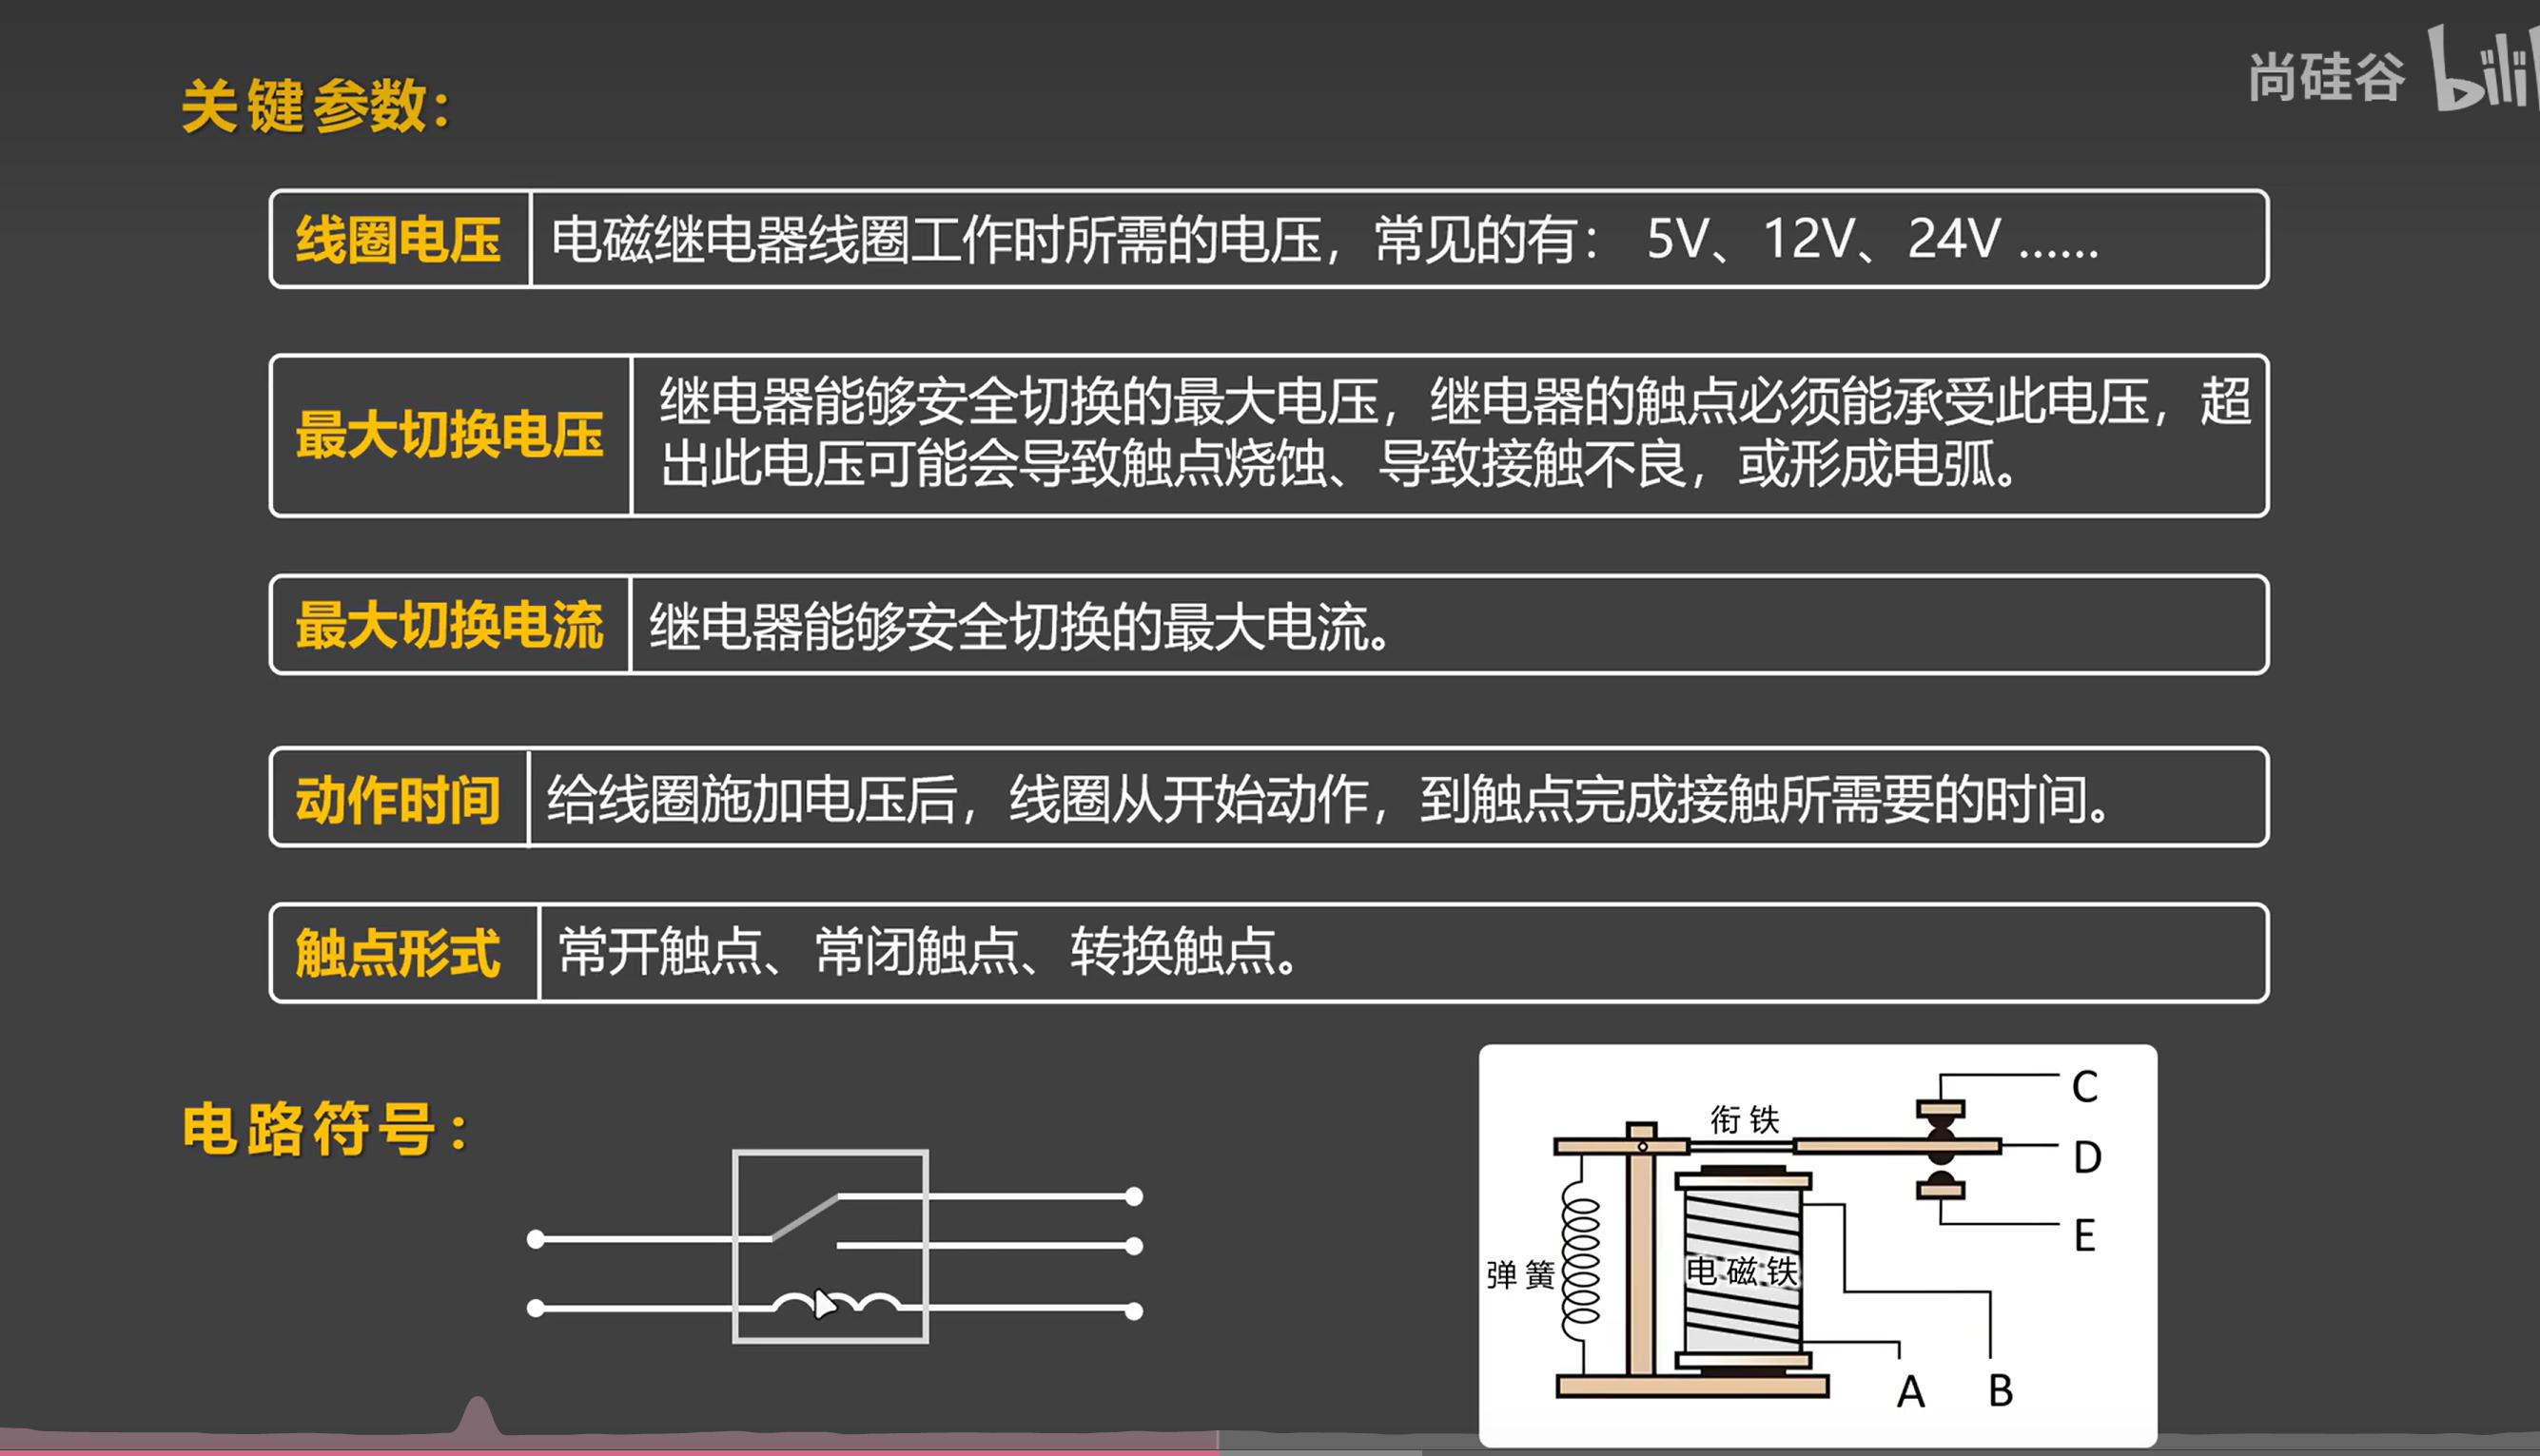 尚硅谷
关键参数：
线圈电压
电磁继电器线圈工作时所需的电压，常见的有： 5V、12V、24V ......
最大切换电压
继电器能够安全切换的最大电压，继电器的触点必须能承受此电压，超
出此电压可能会导致触点烧蚀、导致接触不良，或形成电弧。
最大切换电流
继电器能够安全切换的最大电流。
动作时间
给线圈施加电压后，线圈从开始动作，到触点完成接触所需要的时间。
触点形式
常开触点、常闭触点、转换触点。
电路符号：
C
衔铁
D
E
弹簧
电磁铁
A
B